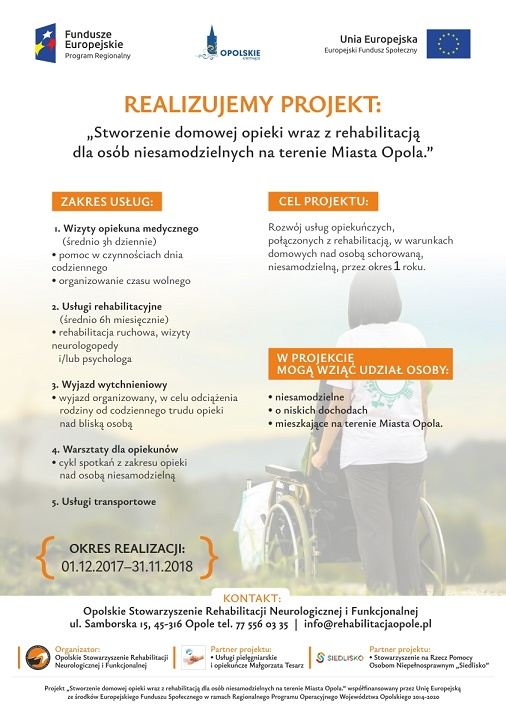 Fundusze
Europejskie
Program Regionalny
OPOLSKIE
Unia Europejska
Europejski Fundusz Społeczny
REALIZUJEMY PROJEKT:
„Stworzenie domowej opieki wraz z rehabilitacją
dla osób niesamodzielnych na terenie Miasta Opola.”
ZAKRES USŁUG:
1. Wizyty opiekuna medycznego
(średnio 3h dziennie)
• pomoc w czynnościach dnia
codziennego
• organizowanie czasu wolnego
2. Usługi rehabilitacyjne
(średnio 6h miesięcznie)
• rehabilitacja ruchowa, wizyty
neurologopedy
i/lub psychologa
3. Wyjazd wytchnieniowy
• wyjazd organizowany, w celu odciążenia
rodziny od codziennego trudu opieki
nad bliską osobą
4. Warsztaty dla opiekunów
• cykl spotkań z zakresu opieki
nad osobą niesamodzielną
5. Usługi transportowe
CEL PROJEKTU:
Rozwój usług opiekuńczych,
połączonych z rehabilitacją, w warunkach
domowych nad osobą schorowaną,
niesamodzielną, przez okres 1 roku.
W PROJEKCIE
MOGĄ WZIĄĆ UDZIAŁ OSOBY:
• niesamodzielne
• o niskich dochodach
• mieszkające na terenie Miasta Opola.
OKRES REALIZACJI:
01.12.2017–31.11.2018
KONTAKT:
Opolskie Stowarzyszenie Rehabilitacji Neurologicznej i Funkcjonalnej
ul. Samborska 15, 45-316 Opole tel. 77 556 03 35 | info@rehabilitacjaopole.pl
Organizator:
Opolskie Stowarzyszenie Rehabilitacji
Neurologicznej i Funkcjonalnej
Partner projektu:
• Usługi pielęgniarskie
i opiekuńcze Małgorzata Tesarz
SIEDLISKO
Partner projektu:
• Stowarzyszenie na Rzecz Pomocy
Osobom Niepełnosprawnym „Siedlisko”
Projekt „Stworzenie domowej opieki wraz z rehabilitacją dla osób niesamodzielnych na terenie Miasta Opola.” współfinansowany przez Unię Europejską
ze środków Europejskiego Funduszu Społecznego w ramach Regionalnego Programu Operacyjnego Województwa Opolskiego 2014-2020